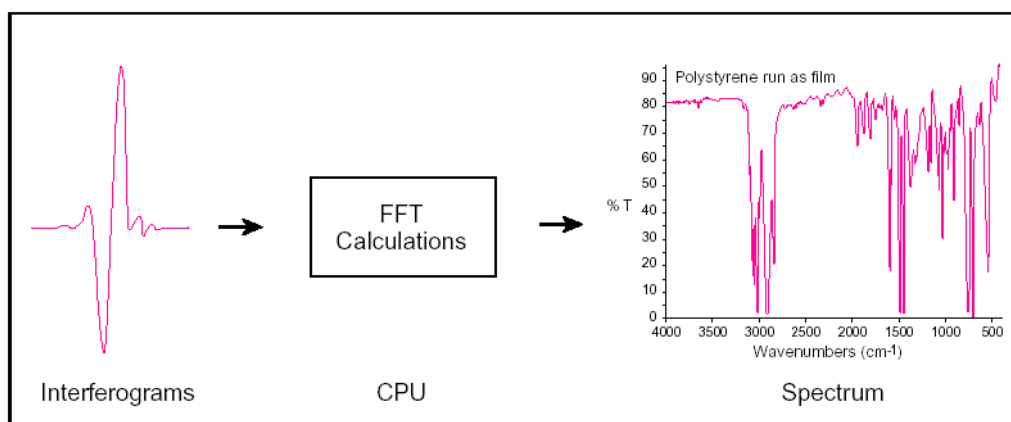 Interferograms
FFT
Calculations
CPU
Polystyrene run as film
% T
90
80
70
60
50
40
30
20
10
0
4000 3500 3000 2500 2000 1500 1000 500
Wavenumbers (cm-1)
Spectrum